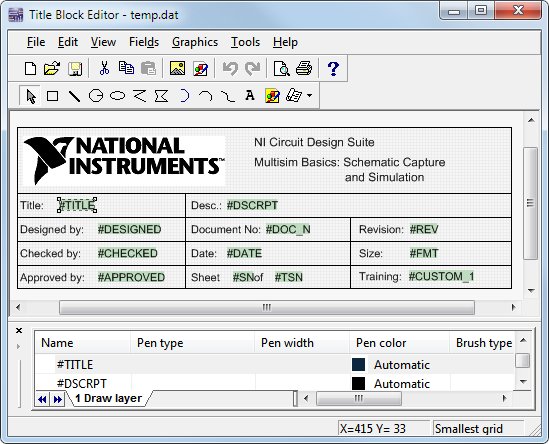 Title Block Editor - temp.dat
File Edit View Fields Graphics Tools Help
A
NATIONAL
INSTRUMENTS™
NI Circuit Design Suite
Multisim Basics: Schematic Capture
and Simulation
Title: #TITLE Desc.: #DSCRPT
Designed by: #DESIGNED Document No: #DOC_N Revision: #REV
Checked by: #CHECKED Date: #DATE Size: #FMT
Approved by: #APPROVED Sheet #SNof #TSN Training: #CUSTOM_1
Name Pen type Pen width Pen color Brush type
#TITLE Automatic
#DSCRPT Automatic
1 Draw layer
X=415 Y= 33 Smallest grid